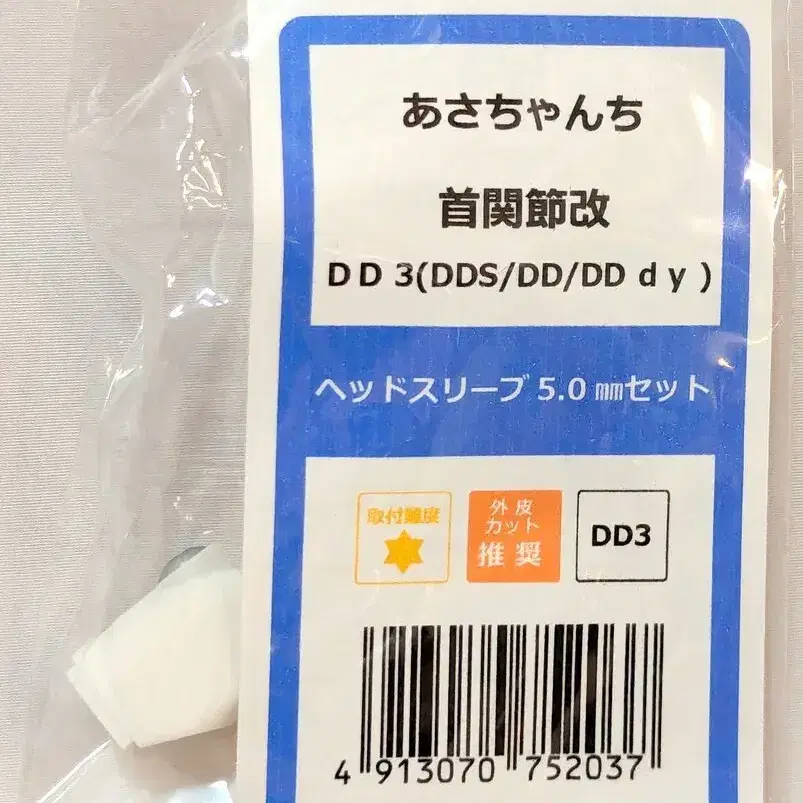 あさちゃんち
首関節改
DD3(DDS/DD/DDdy)
ヘッドスリーブ5.0㎜セット
取付難度
外皮
カット
推奨
DD3
4 913070 752037